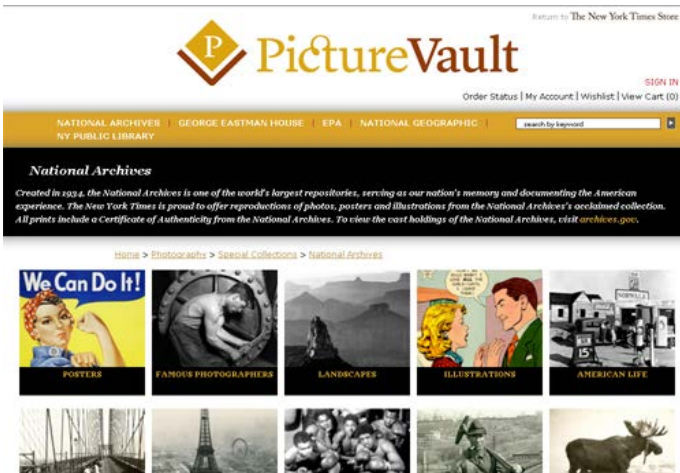 Return to The New York Times Store
P
PictureVault
SIGN IN
Order Status | My Account | Wishlist | View Cart (0)
NATIONAL ARCHIVES | GEORGE EASTMAN HOUSE | EPA | NATIONAL GEOGRAPHIC |
search by keyword
NY PUBLIC LIBRARY
National Archives
Created in 1934, the National Archives is one of the world's largest repositories, serving as our nation's memory and documenting the American
experience. The New York Times is proud to offer reproductions of photos, posters and illustrations from the National Archives's acclaimed collection.
All prints include a Certificate of Authenticity from the National Archives. To view the vast holdings of the National Archives, visit archives.gov.
Home > Photography > Special Collections > National Archives
We Can Do It!
NORWALK
15
POSTERS
FAMOUS PHOTOGRAPHERS
LANDSCAPES
ILLUSTRATIONS
AMERICAN LIFE